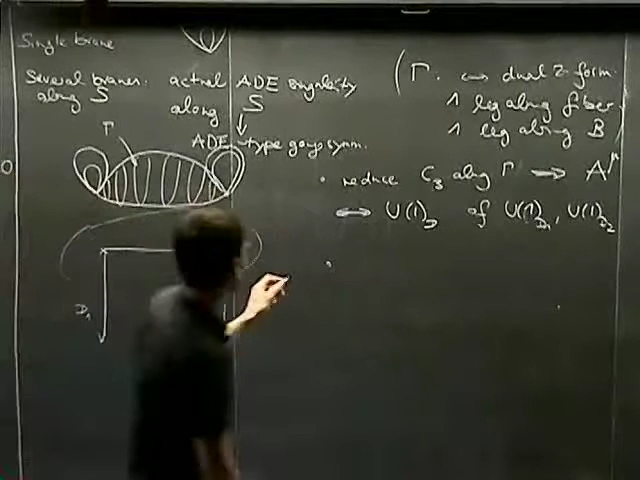 Single brane
Several branes: actual ADE singularity
along S along S
ADE-type gauge symm.
Γ
D₁
(Γ. ↔ dual 2-form
1 leg along fiber
1 leg along B
· reduce C₃ along Γ → A^μ
↔ U(1) of U(1)_{D₁}, U(1)_{D₂}